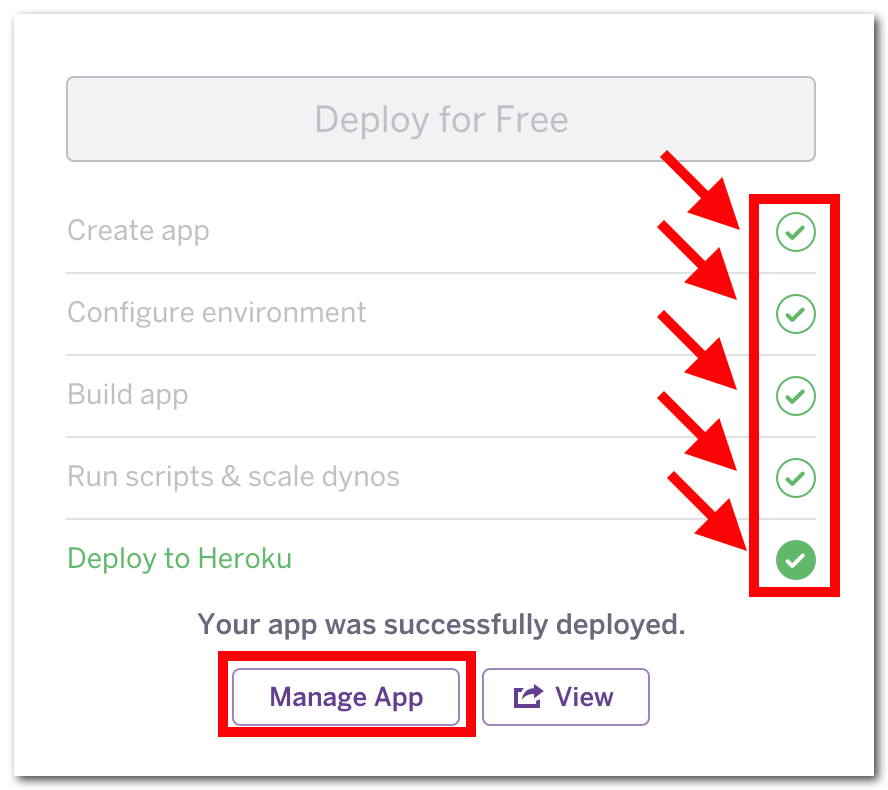 Deploy for Free
Create app
Configure environment
Build app
Run scripts & scale dynos
Deploy to Heroku
Your app was successfully deployed.
Manage App
View